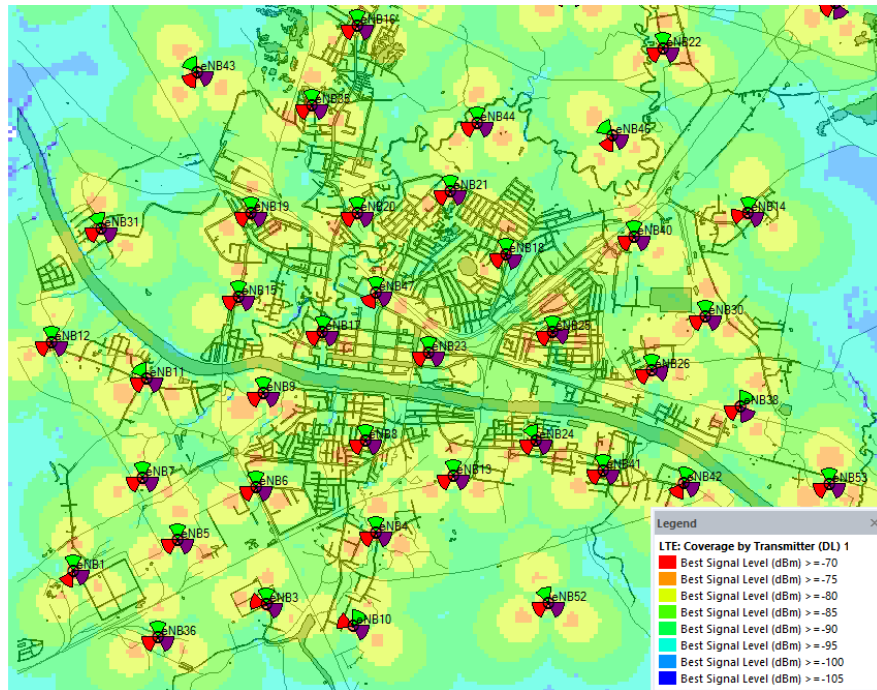 eNB16
eNB22
eNB43
eNB35
eNB44
eNB46
eNB21
eNB19
eNB20
eNB14
eNB31
eNB40
eNB18
eNB15
eNB47
eNB30
eNB17
eNB25
eNB12
eNB23
eNB26
eNB11
eNB9
eNB38
eNB8
eNB24
eNB7
eNB13
eNB41
eNB6
eNB42
eNB53
eNB5
eNB4
eNB1
eNB3
eNB52
eNB10
eNB36
Legend
LTE: Coverage by Transmitter (DL) 1
Best Signal Level (dBm) >=-70
Best Signal Level (dBm) >=-75
Best Signal Level (dBm) >=-80
Best Signal Level (dBm) >=-85
Best Signal Level (dBm) >=-90
Best Signal Level (dBm) >=-95
Best Signal Level (dBm) >=-100
Best Signal Level (dBm) >=-105